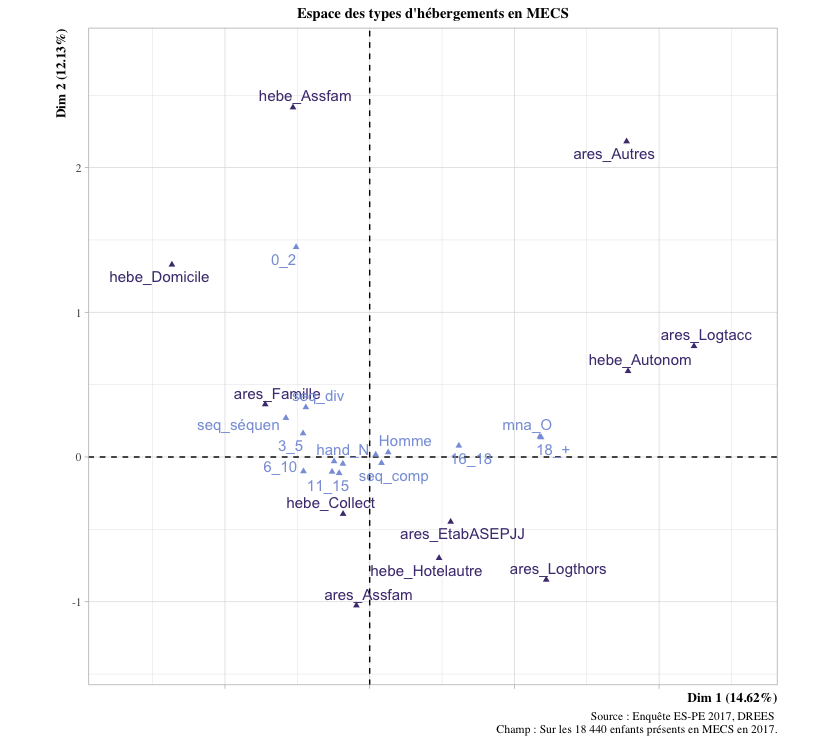 Espace des types d'hébergements en MECS
Dim 2 (12.13%)
hebe_Assfam
ares_Autres
2
0_2
hebe_Domicile
1
ares_Logtacc
hebe_Autonom
ares_Famille
seq_div
seq_séquen
mna_O
Homme
3_5
hand_N
18_+
0
16_18
6_10
seq_comp
11_15
hebe_Collect
ares_EtabASEPJJ
hebe_Hotelautre
ares_Logthors
ares_Assfam
-1
Dim 1 (14.62%)
Source : Enquête ES-PE 2017, DREES
Champ : Sur les 18 440 enfants présents en MECS en 2017.